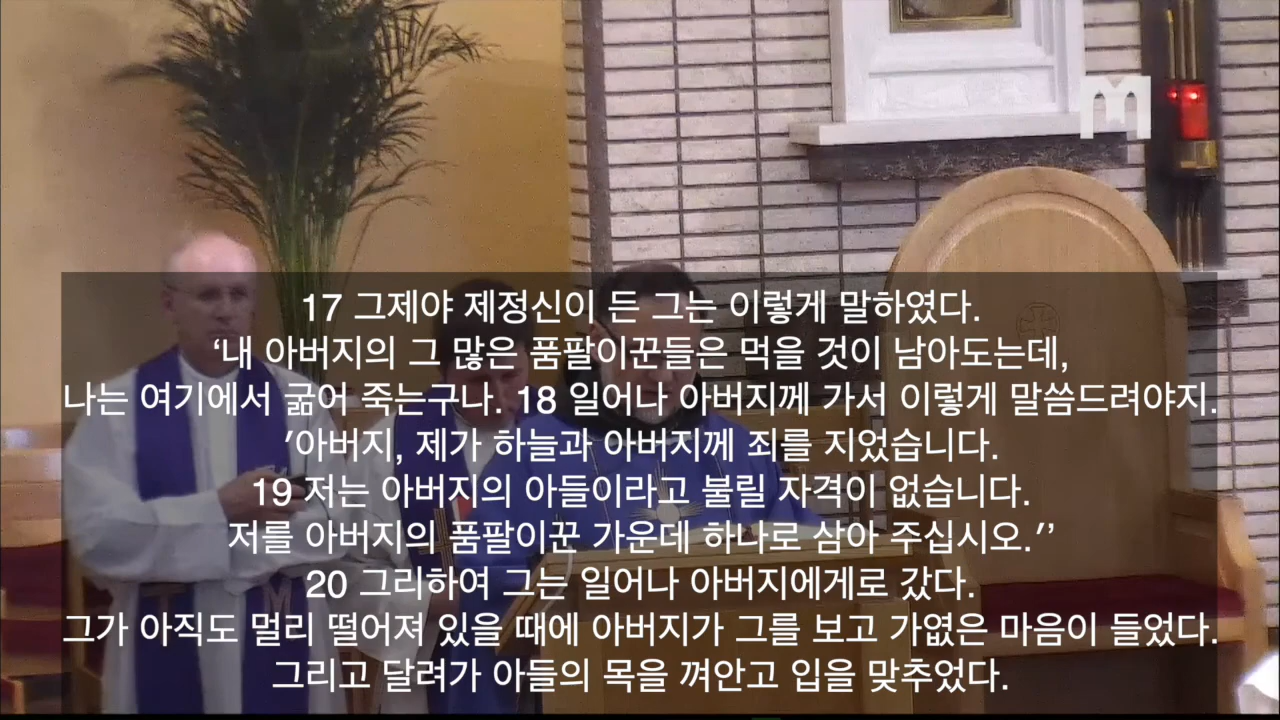 17 그제야 제정신이 든 그는 이렇게 말하였다.
‘내 아버지의 그 많은 품팔이꾼들은 먹을 것이 남아도는데,
나는 여기에서 굶어 죽는구나. 18 일어나 아버지께 가서 이렇게 말씀드려야지.
′아버지, 제가 하늘과 아버지께 죄를 지었습니다.
19 저는 아버지의 아들이라고 불릴 자격이 없습니다.
저를 아버지의 품팔이꾼 가운데 하나로 삼아 주십시오.′’
20 그리하여 그는 일어나 아버지에게로 갔다.
그가 아직도 멀리 떨어져 있을 때에 아버지가 그를 보고 가엾은 마음이 들었다.
그리고 달려가 아들의 목을 껴안고 입을 맞추었다.